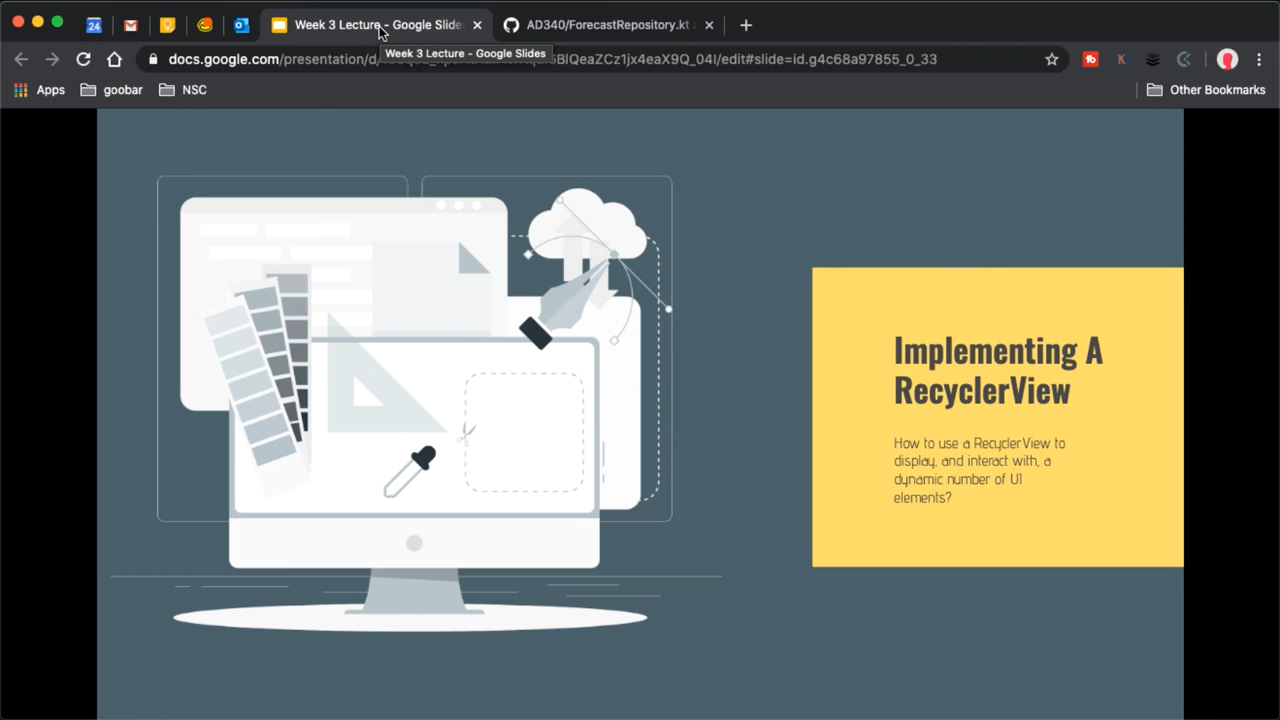 24
Week 3 Lecture - Google Slide
AD340/ForecastRepository.kt
Week 3 Lecture - Google Slides
docs.google.com/presentation/d/
/edit#slide=id.g4c68a97855_0_33
Apps
goobar
NSC
Other Bookmarks
Implementing A
RecyclerView
How to use a RecyclerView to
display, and interact with, a
dynamic number of UI
elements?